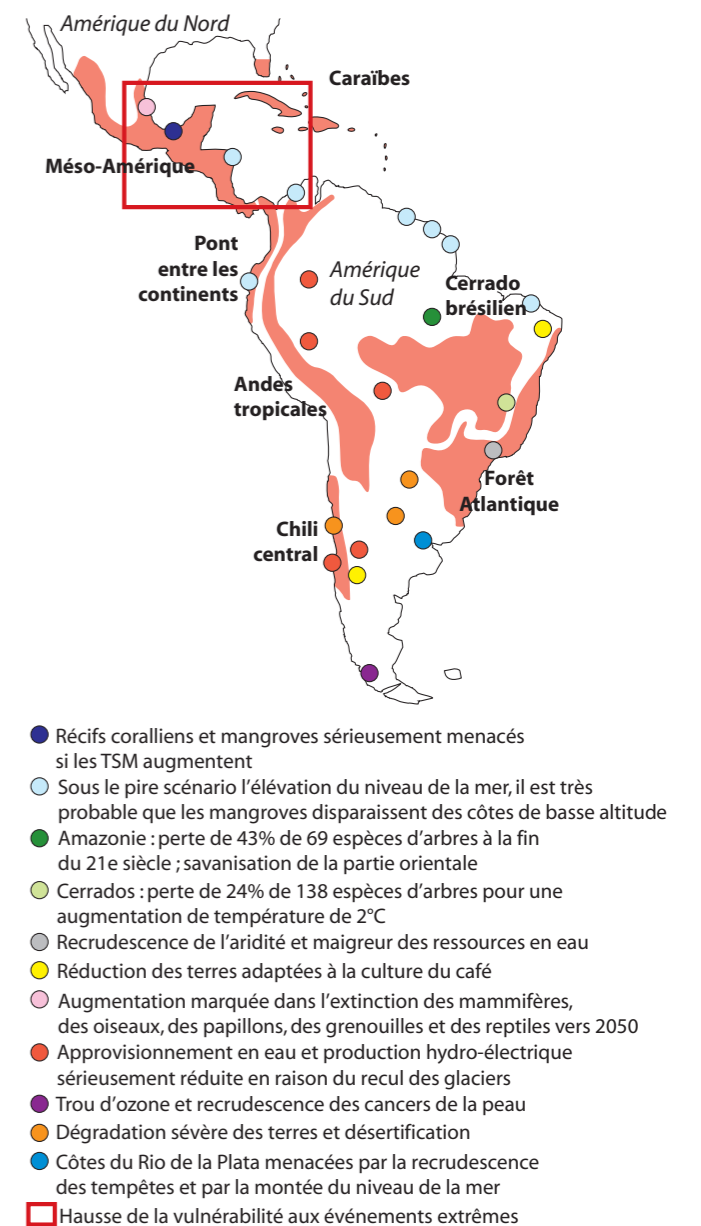 Amérique du Nord
Caraïbes
Méso-Amérique
Pont
entre les
continents
Amérique
du Sud
Cerrado
brésilien
Andes
tropicales
Forêt
Atlantique
Chili
central
Récifs coralliens et mangroves sérieusement menacés
si les TSM augmentent
Sous le pire scénario l'élévation du niveau de la mer, il est très
probable que les mangroves disparaissent des côtes de basse altitude
Amazonie : perte de 43% de 69 espèces d'arbres à la fin
du 21e siècle ; savanisation de la partie orientale
Cerrados : perte de 24% de 138 espèces d'arbres pour une
augmentation de température de 2°C
Recrudescence de l'aridité et maigreur des ressources en eau
Réduction des terres adaptées à la culture du café
Augmentation marquée dans l'extinction des mammifères,
des oiseaux, des papillons, des grenouilles et des reptiles vers 2050
Approvisionnement en eau et production hydro-électrique
sérieusement réduite en raison du recul des glaciers
Trou d'ozone et recrudescence des cancers de la peau
Dégradation sévère des terres et désertification
Côtes du Rio de la Plata menacées par la recrudescence
des tempêtes et par la montée du niveau de la mer
Hausse de la vulnérabilité aux événements extrêmes